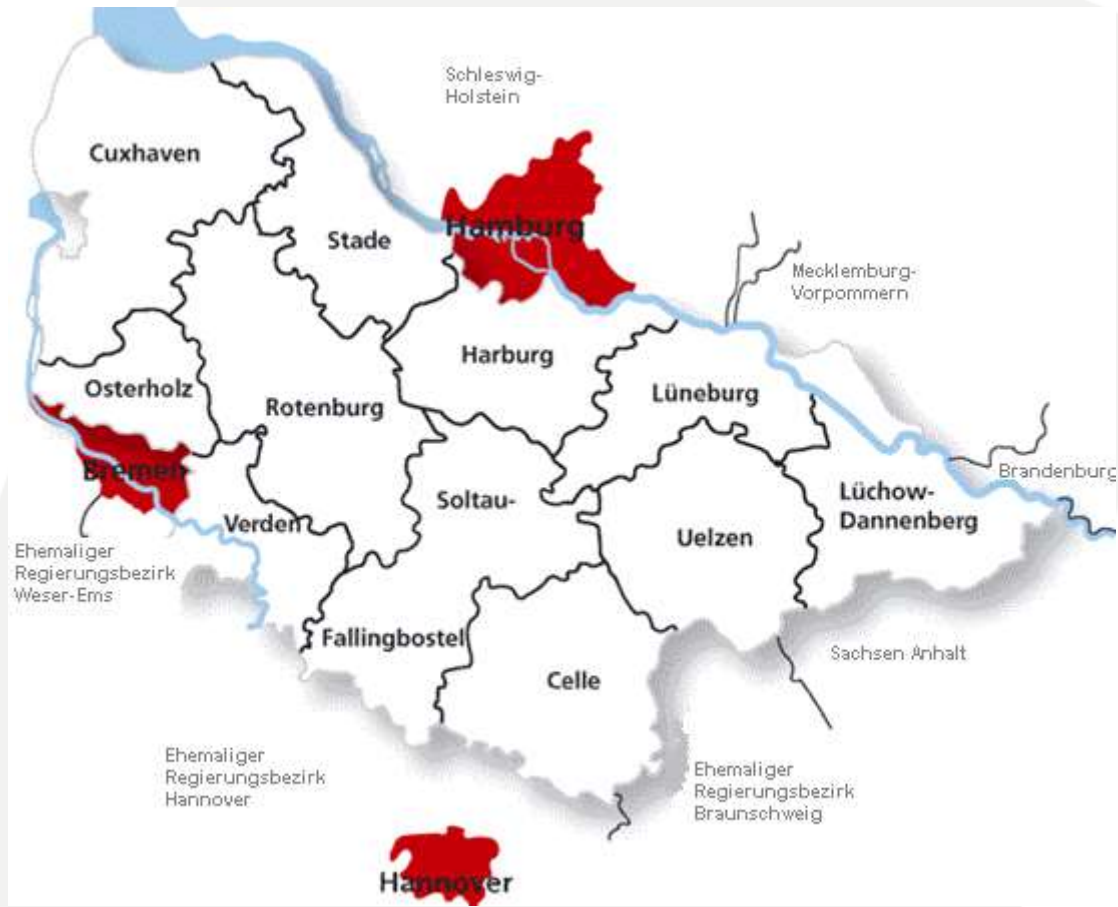 Schleswig-
Holstein
Cuxhaven
Hamburg
Stade
Mecklemburg-
Vorpommern
Harburg
Osterholz
Lüneburg
Rotenburg
Bremen
Brandenburg
Soltau-
Lüchow-
Dannenberg
Verden
Uelzen
Ehemaliger
Regierungsbezirk
Weser-Ems
Fallingbostel
Sachsen Anhalt
Celle
Ehemaliger
Regierungsbezirk
Hannover
Ehemaliger
Regierungsbezirk
Braunschweig
Hannover